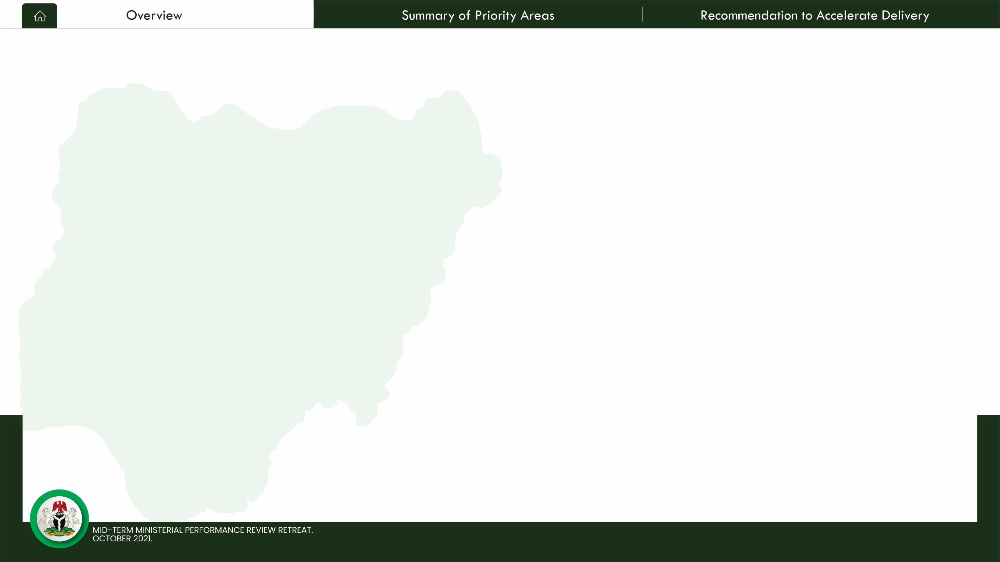 Overview
Summary of Priority Areas
Recommendation to Accelerate Delivery
MID-TERM MINISTERIAL PERFORMANCE REVIEW RETREAT.
OCTOBER 2021.